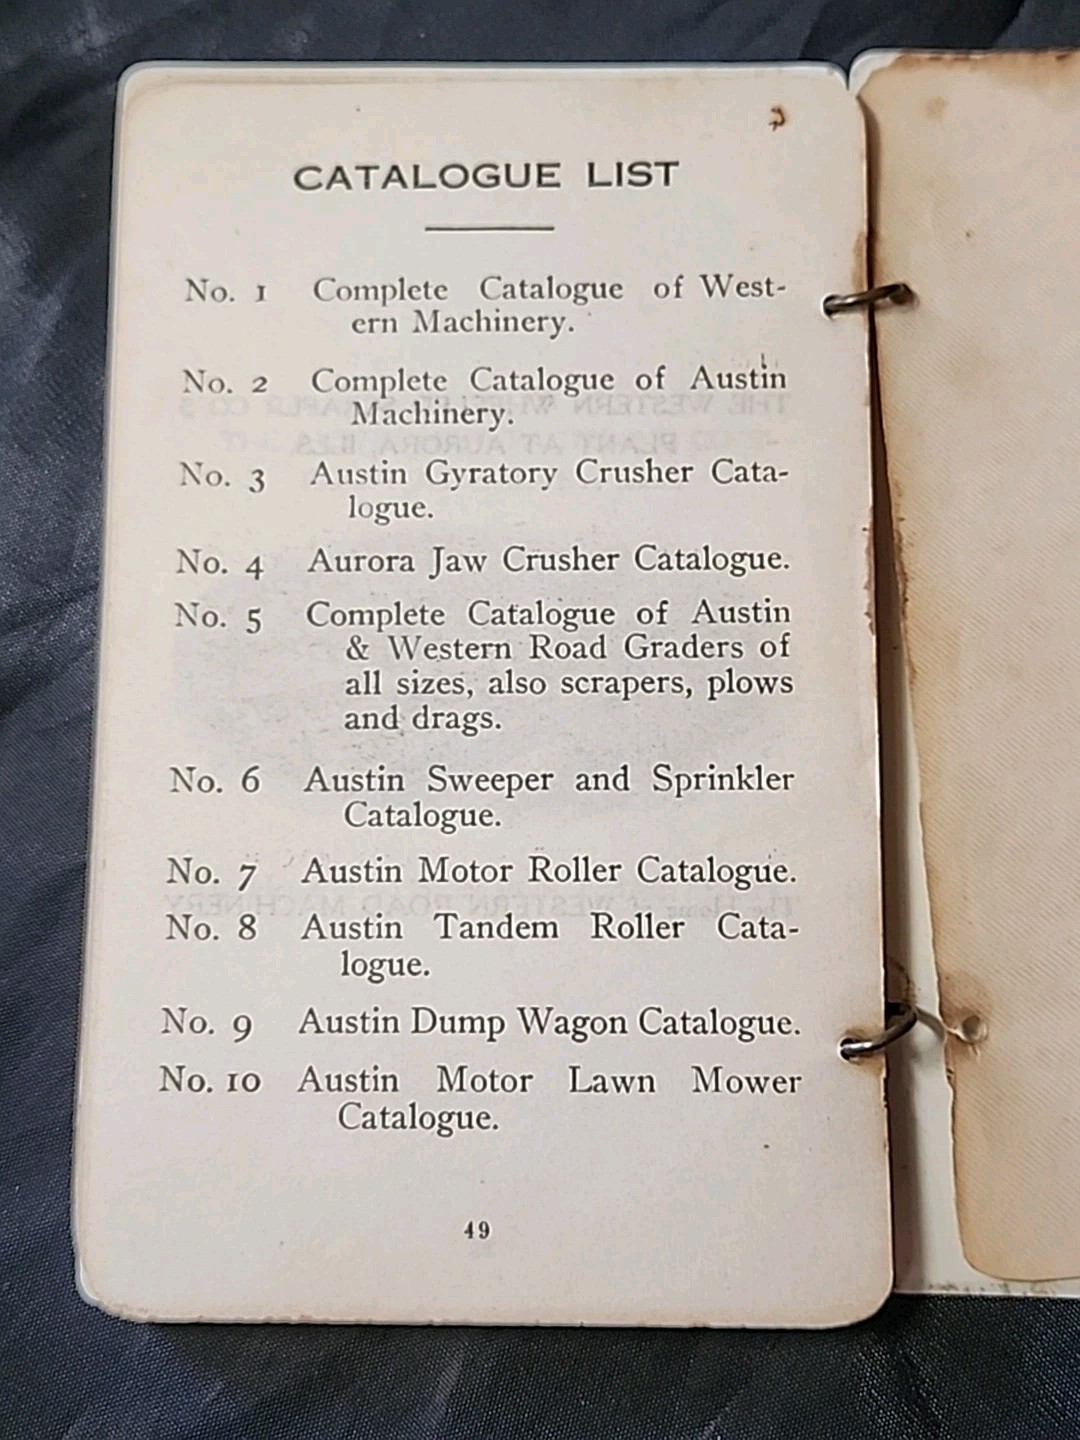 CATALOGUE LIST
No. 1 Complete Catalogue of West-
ern Machinery.
No. 2 Complete Catalogue of Austin
Machinery.
No. 3 Austin Gyratory Crusher Cata-
logue.
No. 4 Aurora Jaw Crusher Catalogue.
No. 5 Complete Catalogue of Austin
& Western Road Graders of
all sizes, also scrapers, plows
and drags.
No. 6 Austin Sweeper and Sprinkler
Catalogue.
No. 7 Austin Motor Roller Catalogue.
No. 8 Austin Tandem Roller Cata-
logue.
No. 9 Austin Dump Wagon Catalogue.
No. 10 Austin Motor Lawn Mower
Catalogue.
49